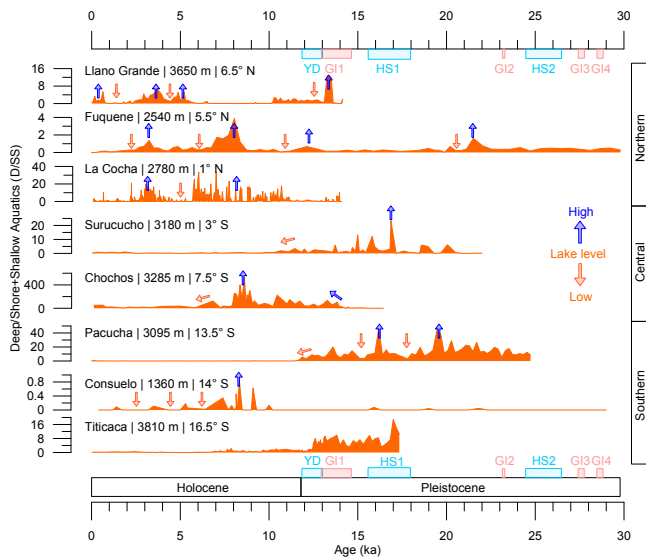 0 5 10 15 20 25 30
YD GI1 HS1 GI2 HS2 GI3 GI4
Llano Grande | 3650 m | 6.5° N
16
12
8
4
0
Fuquene | 2540 m | 5.5° N
4
2
0
La Cocha | 2780 m | 1° N
40
20
0
Surucucho | 3180 m | 3° S
20
10
0
Chochos | 3285 m | 7.5° S
400
0
Pacucha | 3095 m | 13.5° S
40
20
0
Consuelo | 1360 m | 14° S
0.8
0.4
0
Titicaca | 3810 m | 16.5° S
16
8
0
Deep/Shore+Shallow Aquatics (D/SS)
High
Lake level
Low
Northern
Central
Southern
YD GI1 HS1 GI2 HS2 GI3 GI4
Holocene Pleistocene
0 5 10 15 20 25 30
Age (ka)